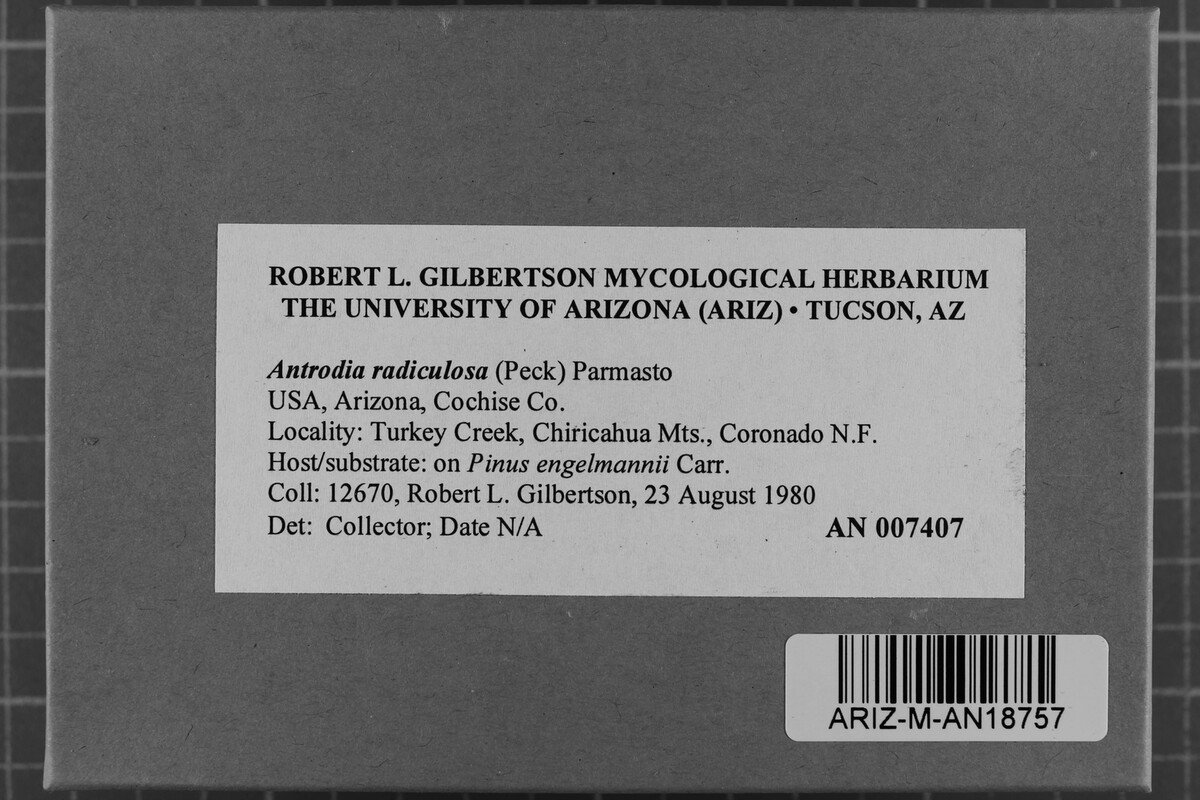 ROBERT L. GILBERTSON MYCOLOGICAL HERBARIUM
THE UNIVERSITY OF ARIZONA (ARIZ) • TUCSON, AZ
Antrodia radiculosa (Peck) Parmasto
USA, Arizona, Cochise Co.
Locality: Turkey Creek, Chiricahua Mts., Coronado N.F.
Host/substrate: on Pinus engelmannii Carr.
Coll: 12670, Robert L. Gilbertson, 23 August 1980
Det: Collector; Date N/A AN 007407
ARIZ-M-AN18757